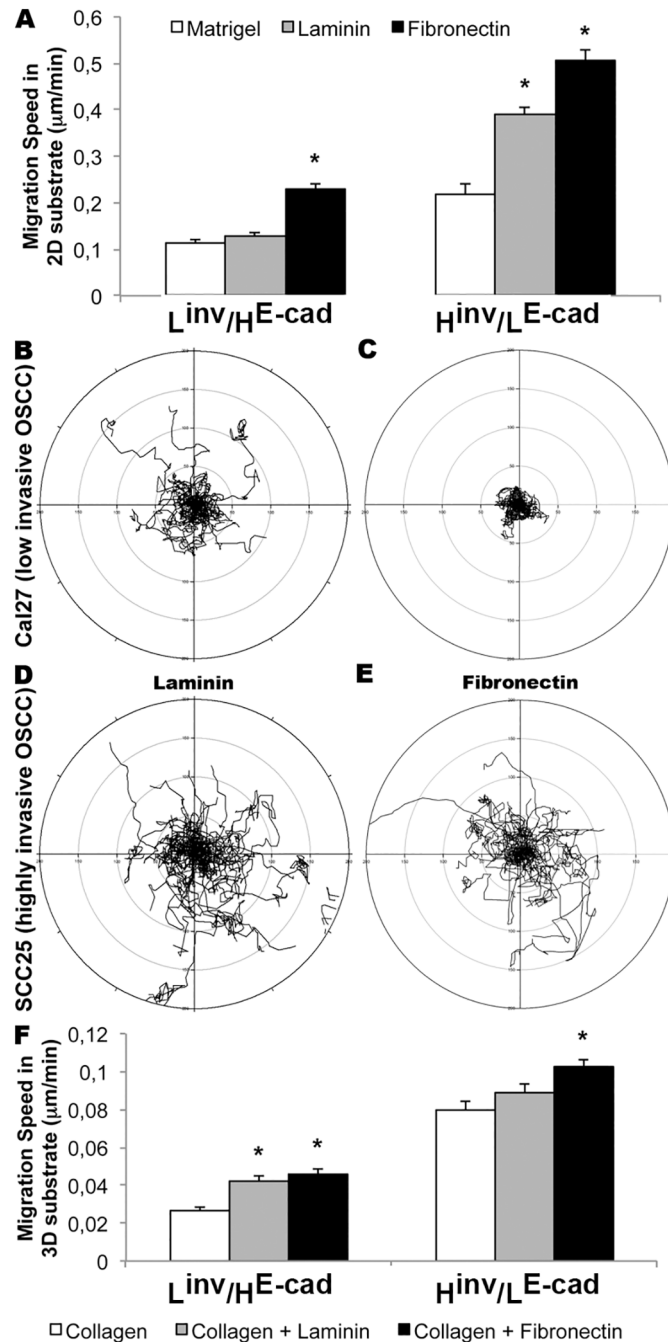 A
0,6
Matrigel Laminin Fibronectin
*
0,5
*
0,4
0,3
*
0,2
0,1
0
Migration Speed in
2D substrate (μm/min)
Linv/HE-cad
Hinv/LE-cad
B
C
Cal27 (low invasive OSCC)
D
Laminin
E
Fibronectin
SCC25 (highly invasive OSCC)
F
0,12
*
0,1
0,08
0,06
* *
0,04
0,02
0
Migration Speed in
3D substrate (μm/min)
Linv/HE-cad
Hinv/LE-cad
Collagen Collagen + Laminin Collagen + Fibronectin